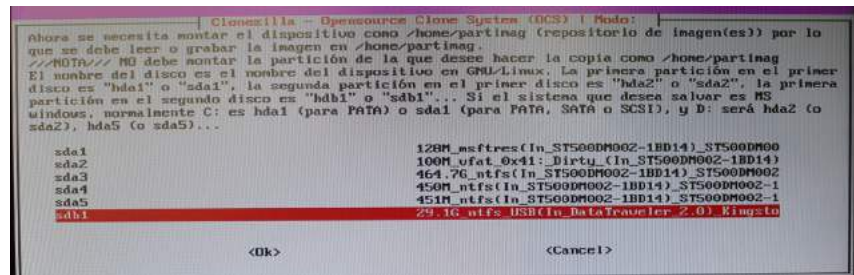 Clonezilla - Opensource Clone System (OCS) | Modo:
Ahora se necesita montar el dispositivo como /home/partimag (repositorio de imagen(es)) por lo
que se debe leer o grabar la imagen en /home/partimag.
///NOTA/// NO debe montar la partición de la que desee hacer la copia como /home/partimag
El nombre del disco es el nombre del dispositivo en GNU/Linux. La primera partición en el primer
disco es "hda1" o "sda1", la segunda partición en el primer disco es "hda2" o "sda2", la primera
partición en el segundo disco es "hdb1" o "sdb1"... Si el sistema que desea salvar es MS
windows, normalmente C: es hda1 (para PATA) o sda1 (para PATA, SATA o SCSI), y D: será hda2 (o
sda2), hda5 (o sda5)...
sda1 128M_msftres(In_ST500DM002-1BD14)_ST500DM00
sda2 100M_vfat_0x41:_Dirty_(In_ST500DM002-1BD14)
sda3 464.7G_ntfs(In_ST500DM002-1BD14)_ST500DM002
sda4 450M_ntfs(In_ST500DM002-1BD14)_ST500DM002-1
sda5 451M_ntfs(In_ST500DM002-1BD14)_ST500DM002-1
sdb1 29.1G_ntfs_USB(In_DataTraveler_2.0)_Kingsto
<Ok> <Cancel>